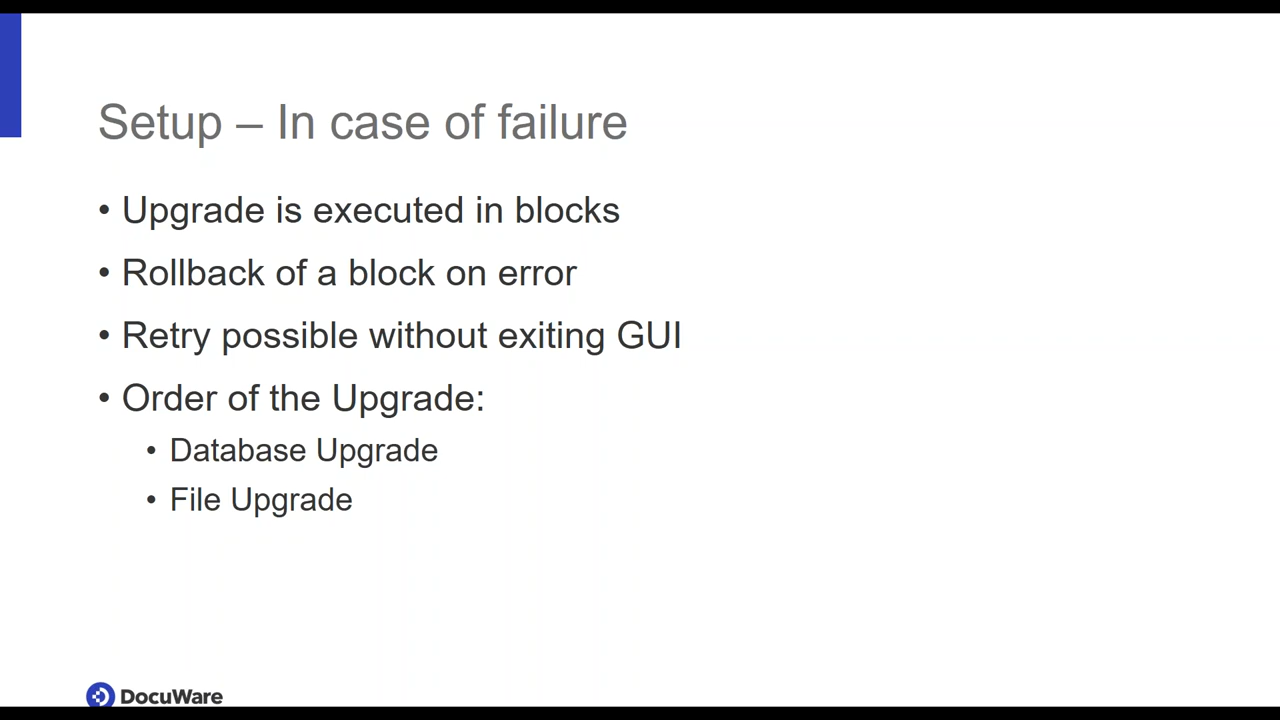 Setup – In case of failure
• Upgrade is executed in blocks
• Rollback of a block on error
• Retry possible without exiting GUI
• Order of the Upgrade:
• Database Upgrade
• File Upgrade
DocuWare